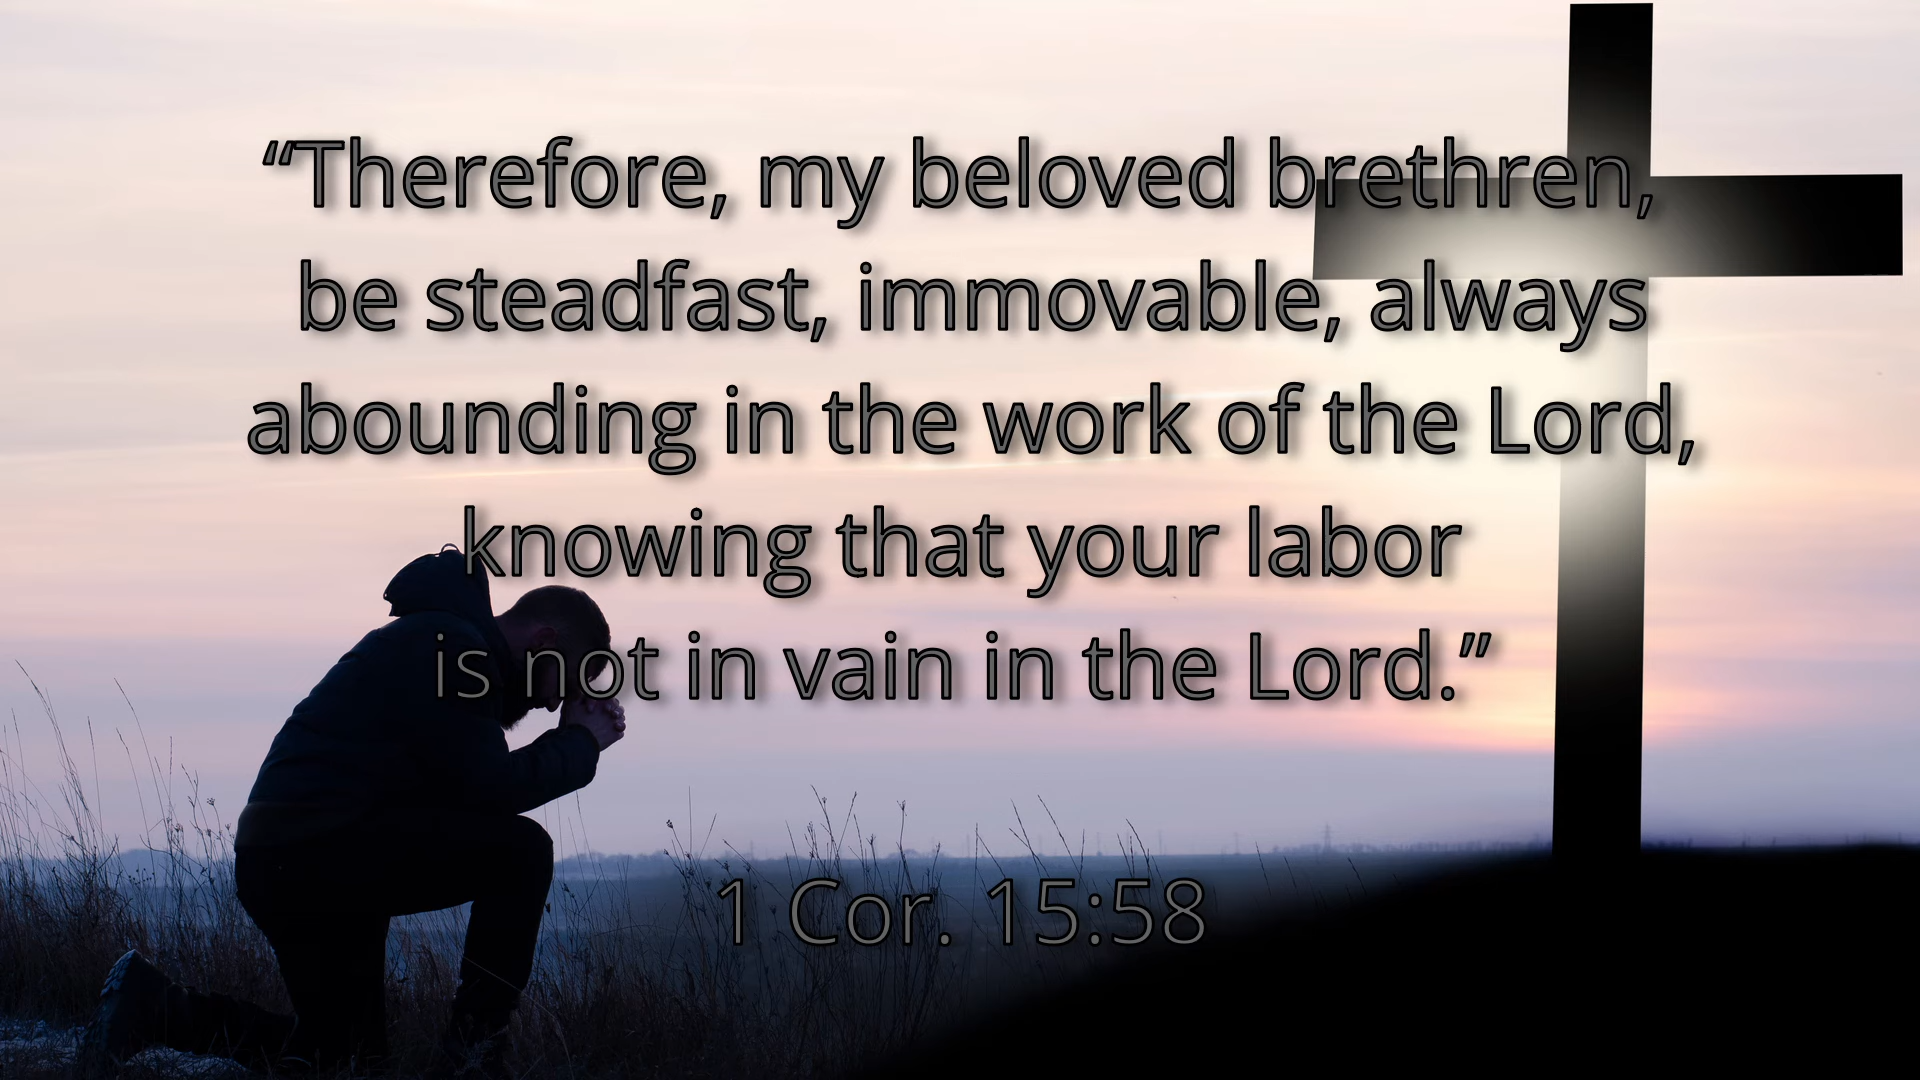 “Therefore, my beloved brethren,
be steadfast, immovable, always
abounding in the work of the Lord,
knowing that your labor
is not in vain in the Lord.”
1 Cor. 15:58